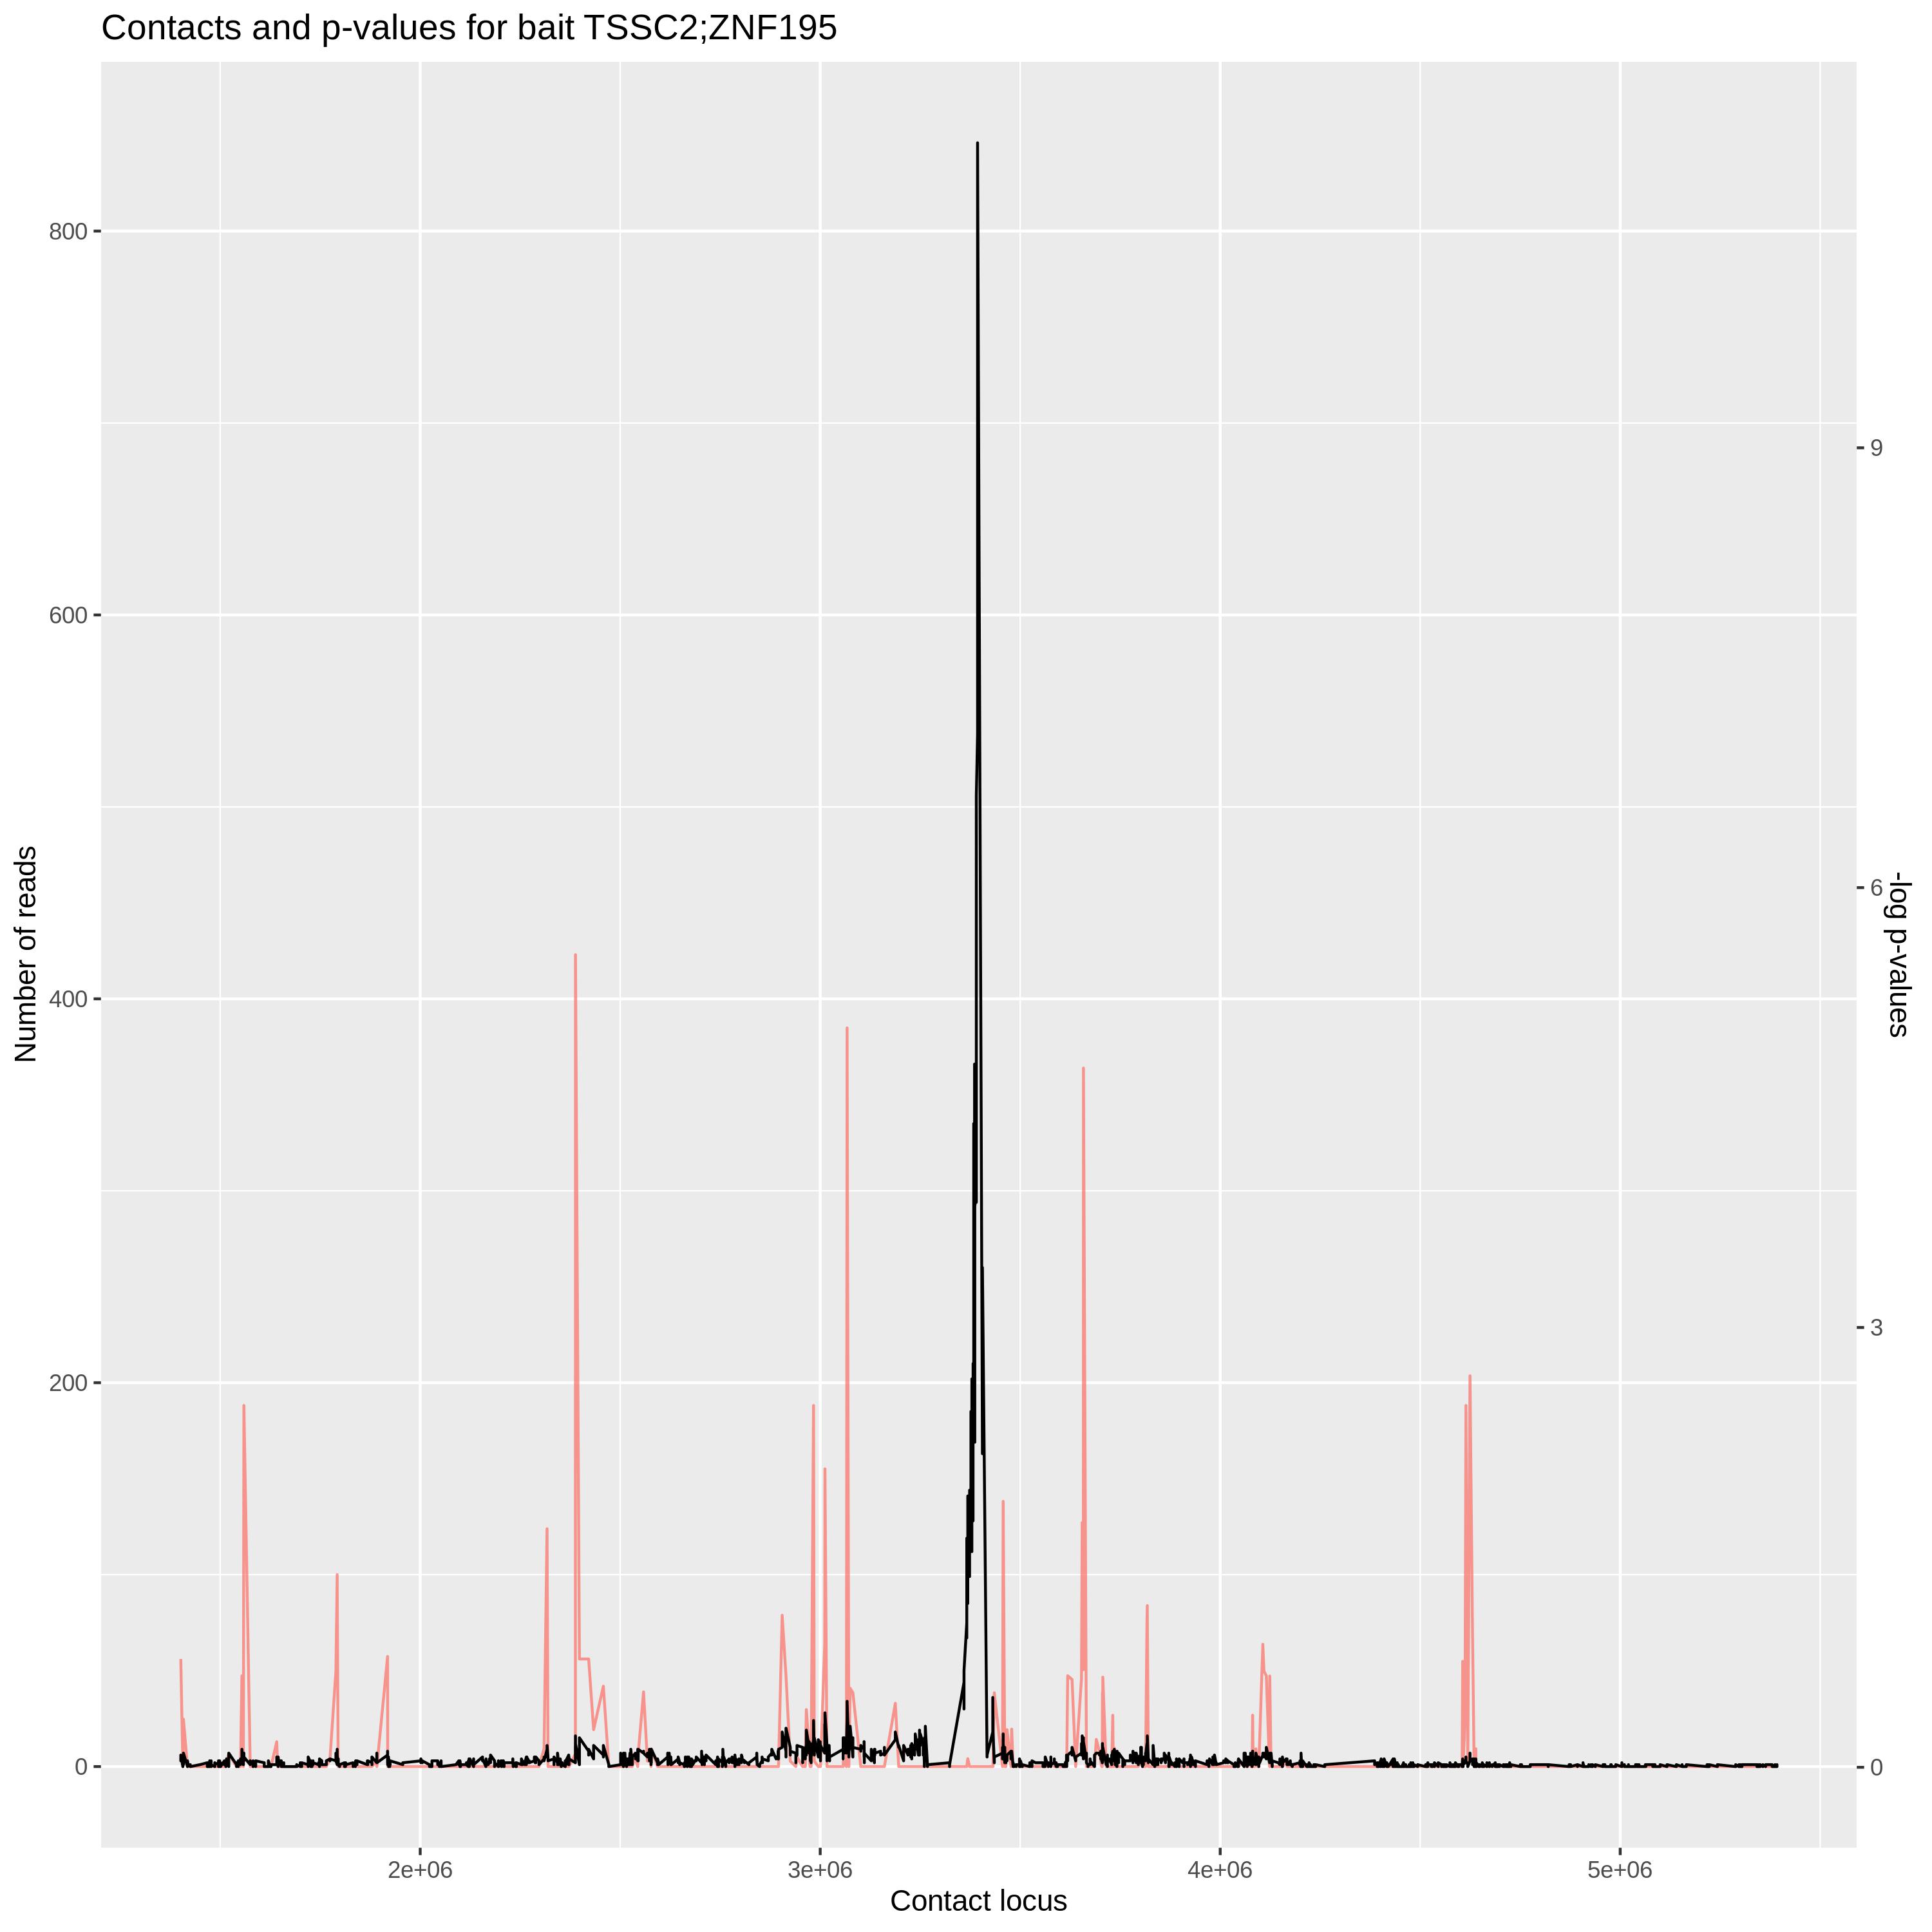 Contacts and p-values for bait TSSC2;ZNF195
800
600
400
200
0
Number of reads
9
6
3
0
-log p-values
2e+06
3e+06
4e+06
5e+06
Contact locus